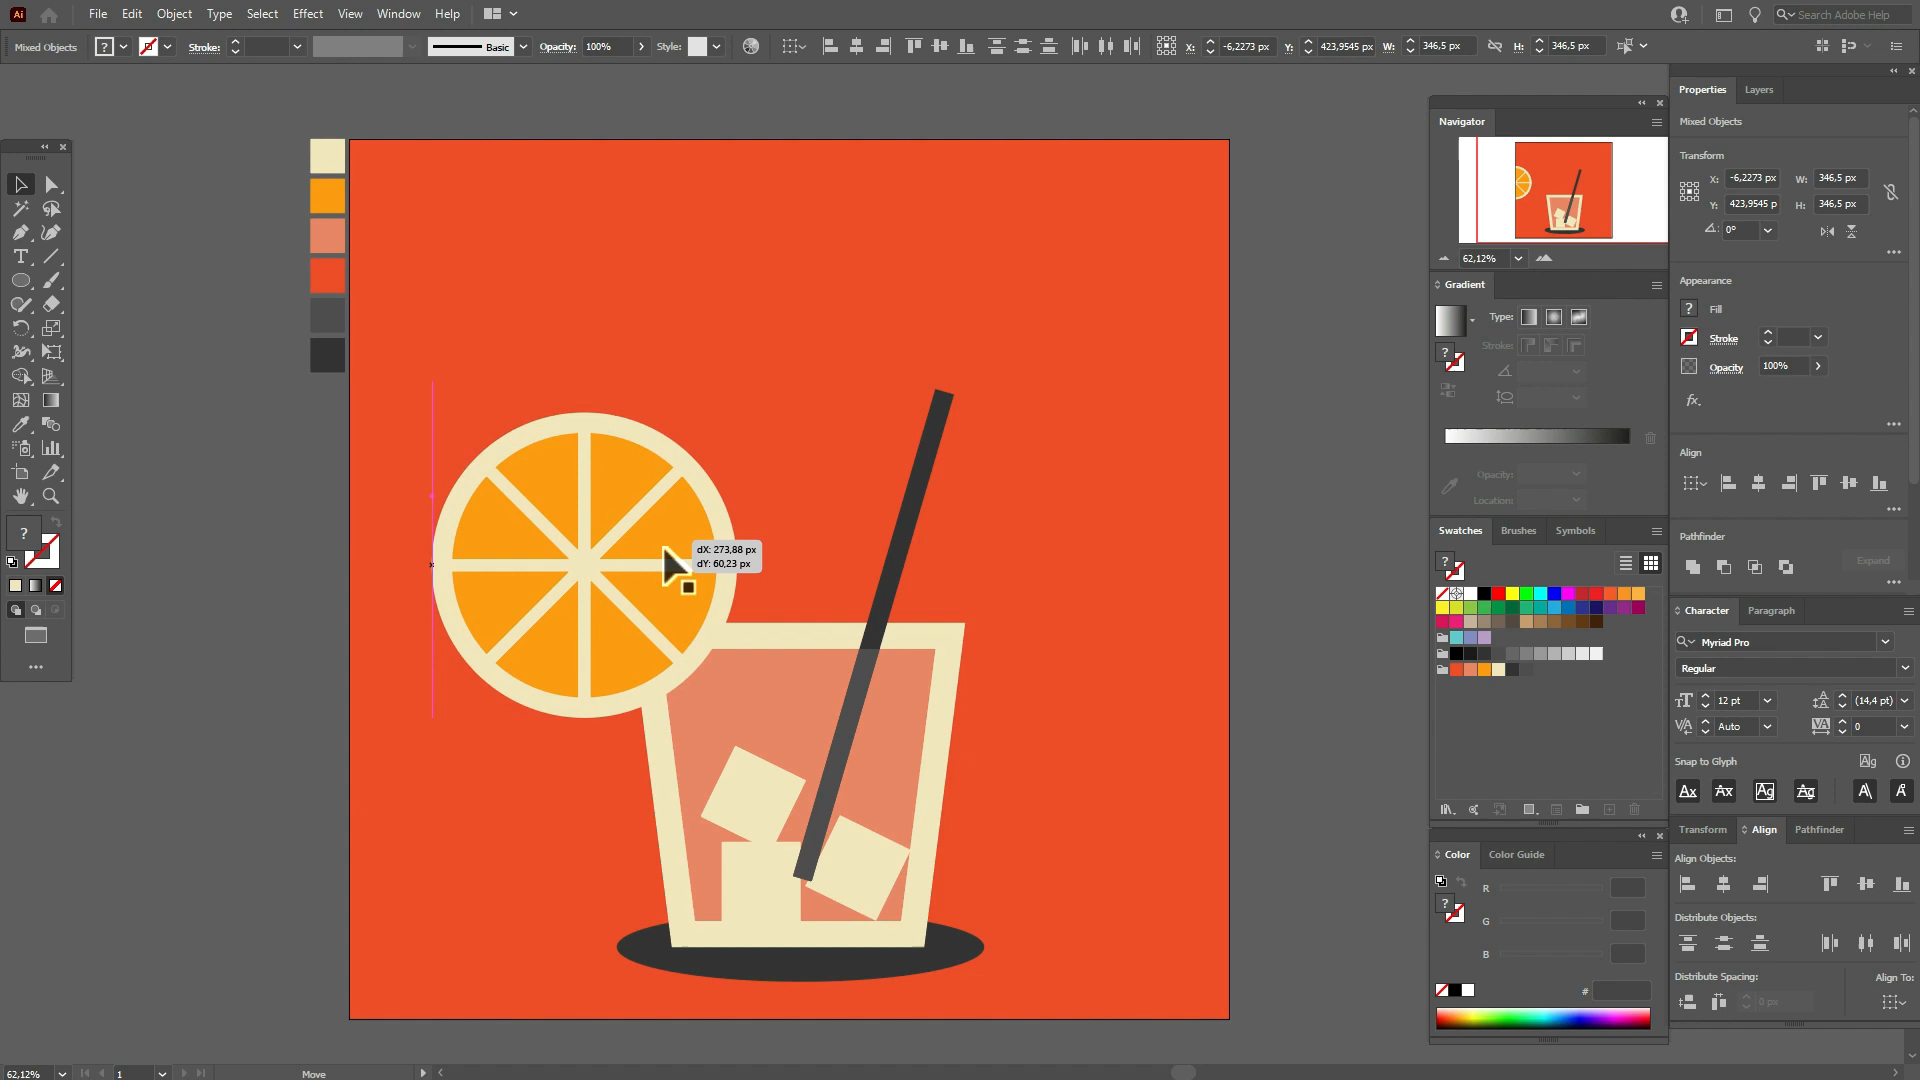 Ai File Edit Object Type Select Effect View Window Help Search Adobe Help
Mixed Objects ? Stroke: Basic Opacity: 100% Style: X: -6,2273 px Y: 423,9545 px W: 346,5 px H: 346,5 px
Navigator
62,12%
Gradient
Type:
Stroke:
?
Opacity:
Location:
Swatches Brushes Symbols
?
Color Color Guide
?
R
G
B
#
Properties Layers
Mixed Objects
Transform
X: -6,2273 px W: 346,5 px
Y: 423,9545 p H: 346,5 px
0°
Appearance
? Fill
Stroke
Opacity 100%
fx.
Align
Pathfinder
Expand
Character Paragraph
Myriad Pro
Regular
12 pt (14,4 pt)
Auto 0
Snap to Glyph
Transform Align Pathfinder
Align Objects:
Distribute Objects:
Distribute Spacing: Align To:
0 px
?
dX: 273,88 px
dY: 60,23 px
62,12% 1 Move